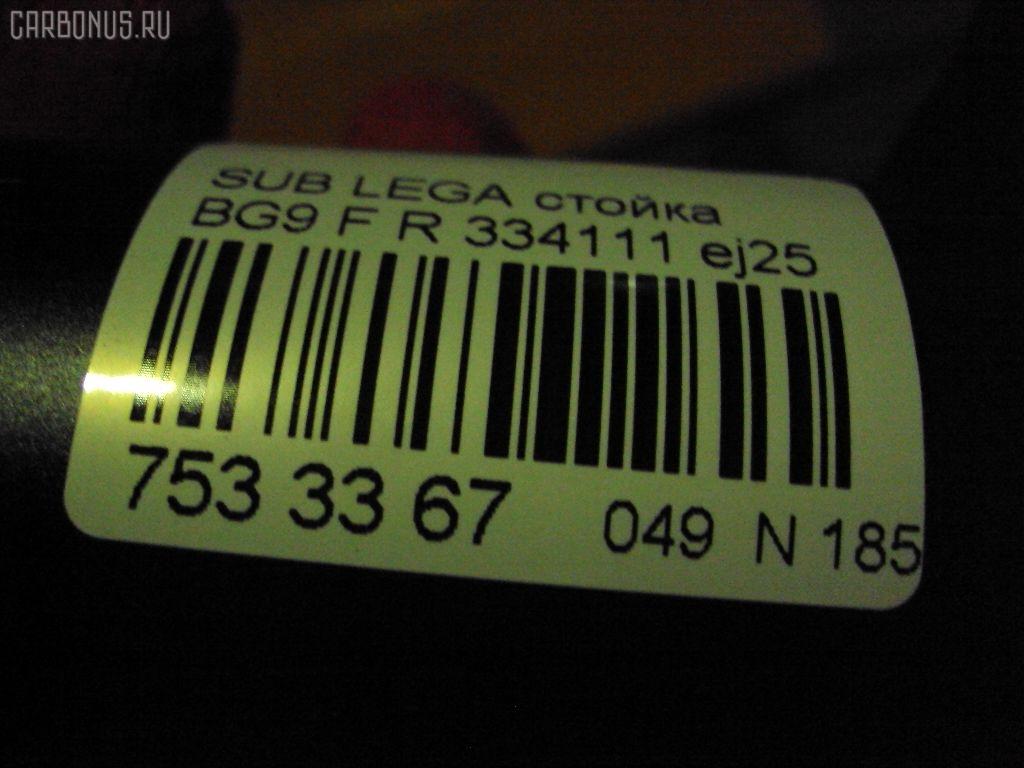 CARBONUS.RU
SUB LEGA стойка
BG9 F R 334111 ej25
753 33 67 049 N 185